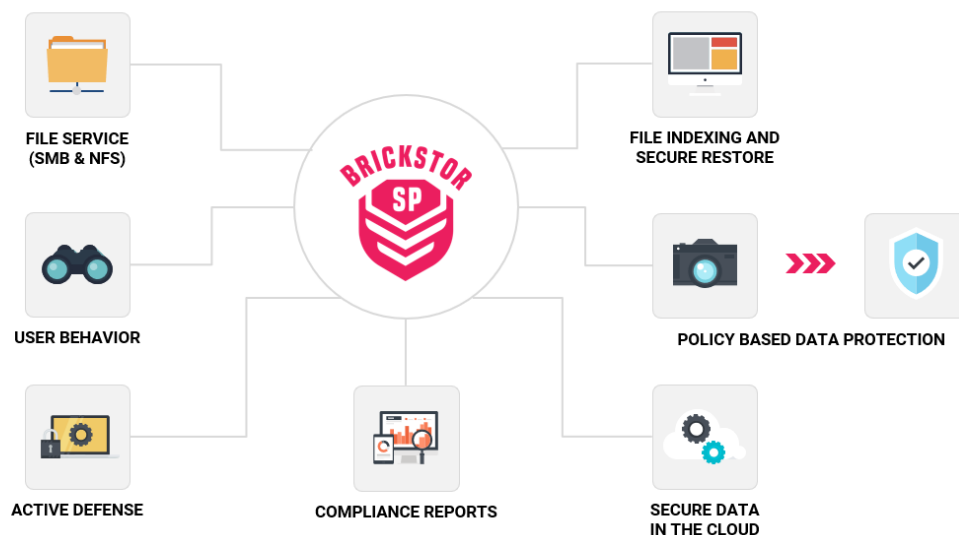 BRICKSTOR
SP
FILE SERVICE
(SMB & NFS)
FILE INDEXING AND
SECURE RESTORE
USER BEHAVIOR
POLICY BASED DATA PROTECTION
ACTIVE DEFENSE
COMPLIANCE REPORTS
SECURE DATA
IN THE CLOUD